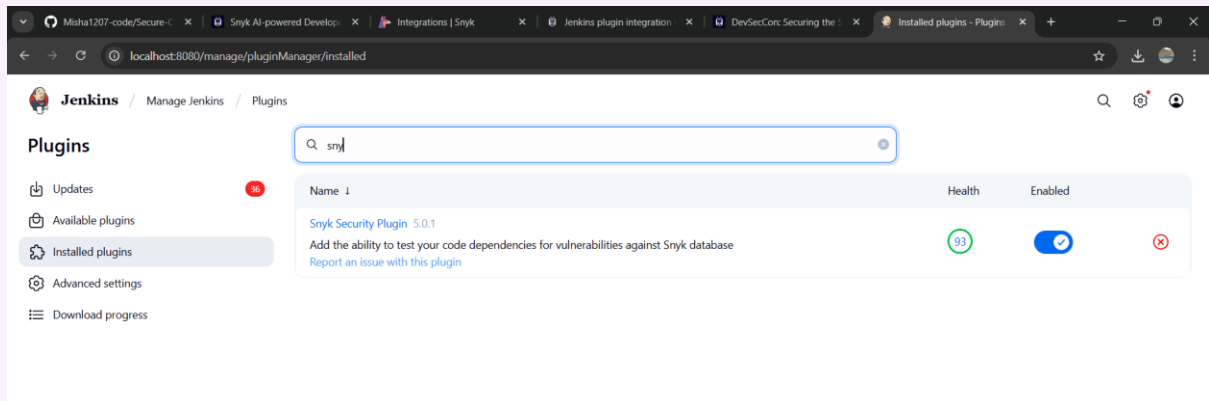 Misha1207-code/Secure-C
Snyk AI-powered Develop
Integrations | Snyk
Jenkins plugin integration
DevSecCon: Securing the S
Installed plugins - Plugins
localhost:8080/manage/pluginManager/installed
Jenkins / Manage Jenkins / Plugins
Plugins
sny
Updates 36
Available plugins
Installed plugins
Advanced settings
Download progress
Name ↓ Health Enabled
Snyk Security Plugin 5.0.1
Add the ability to test your code dependencies for vulnerabilities against Snyk database
Report an issue with this plugin
93